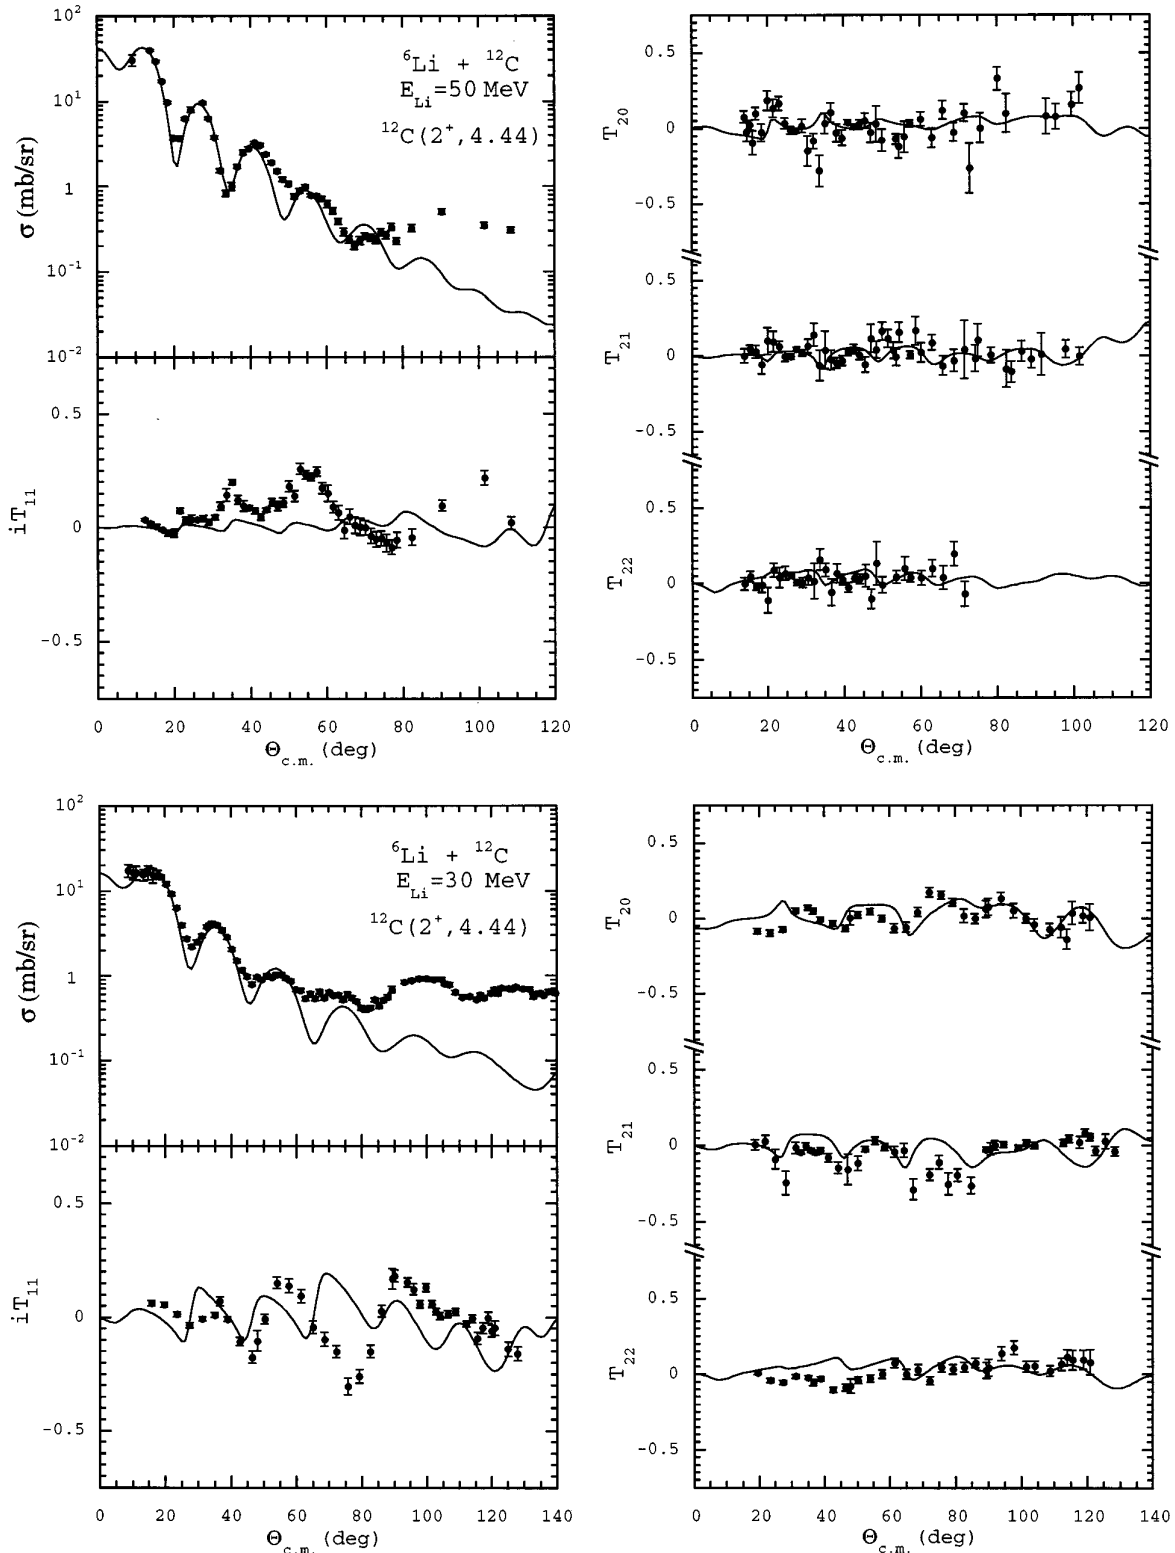 10²
10¹
1
10⁻¹
10⁻²
σ (mb/sr)
⁶Li + ¹²C
E_Li=50 MeV
¹²C(2⁺,4.44)
0.5
0
-0.5
iT₁₁
0 20 40 60 80 100 120
Θ_c.m. (deg)
0.5
0
-0.5
T₂₀
0.5
0
-0.5
T₂₁
0.5
0
-0.5
T₂₂
0 20 40 60 80 100 120
Θ_c.m. (deg)
10²
10¹
1
10⁻¹
10⁻²
σ (mb/sr)
⁶Li + ¹²C
E_Li=30 MeV
¹²C(2⁺,4.44)
0.5
0
-0.5
iT₁₁
0 20 40 60 80 100 120 140
Θ_c.m. (deg)
0.5
0
-0.5
T₂₀
0.5
0
-0.5
T₂₁
0.5
0
-0.5
T₂₂
0 20 40 60 80 100 120 140
Θ_c.m. (deg)